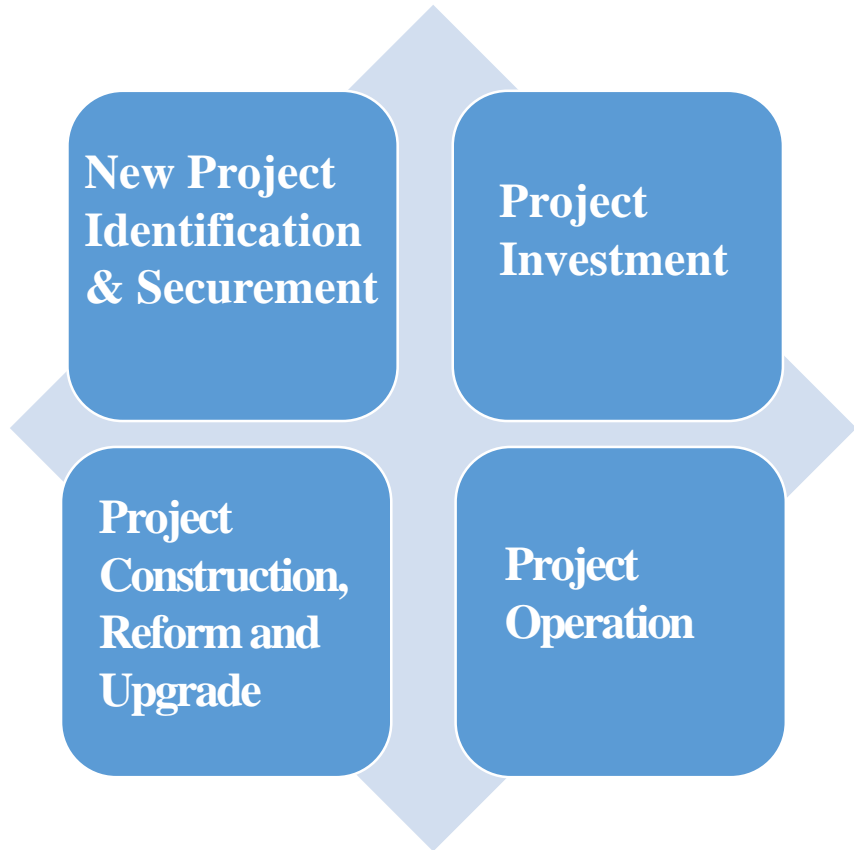 New Project
Identification
& Securement
Project
Investment
Project
Construction,
Reform and
Upgrade
Project
Operation